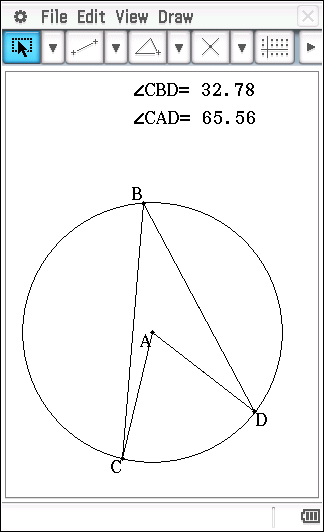 File Edit View Draw
∠CBD= 32.78
∠CAD= 65.56
B
A
D
C